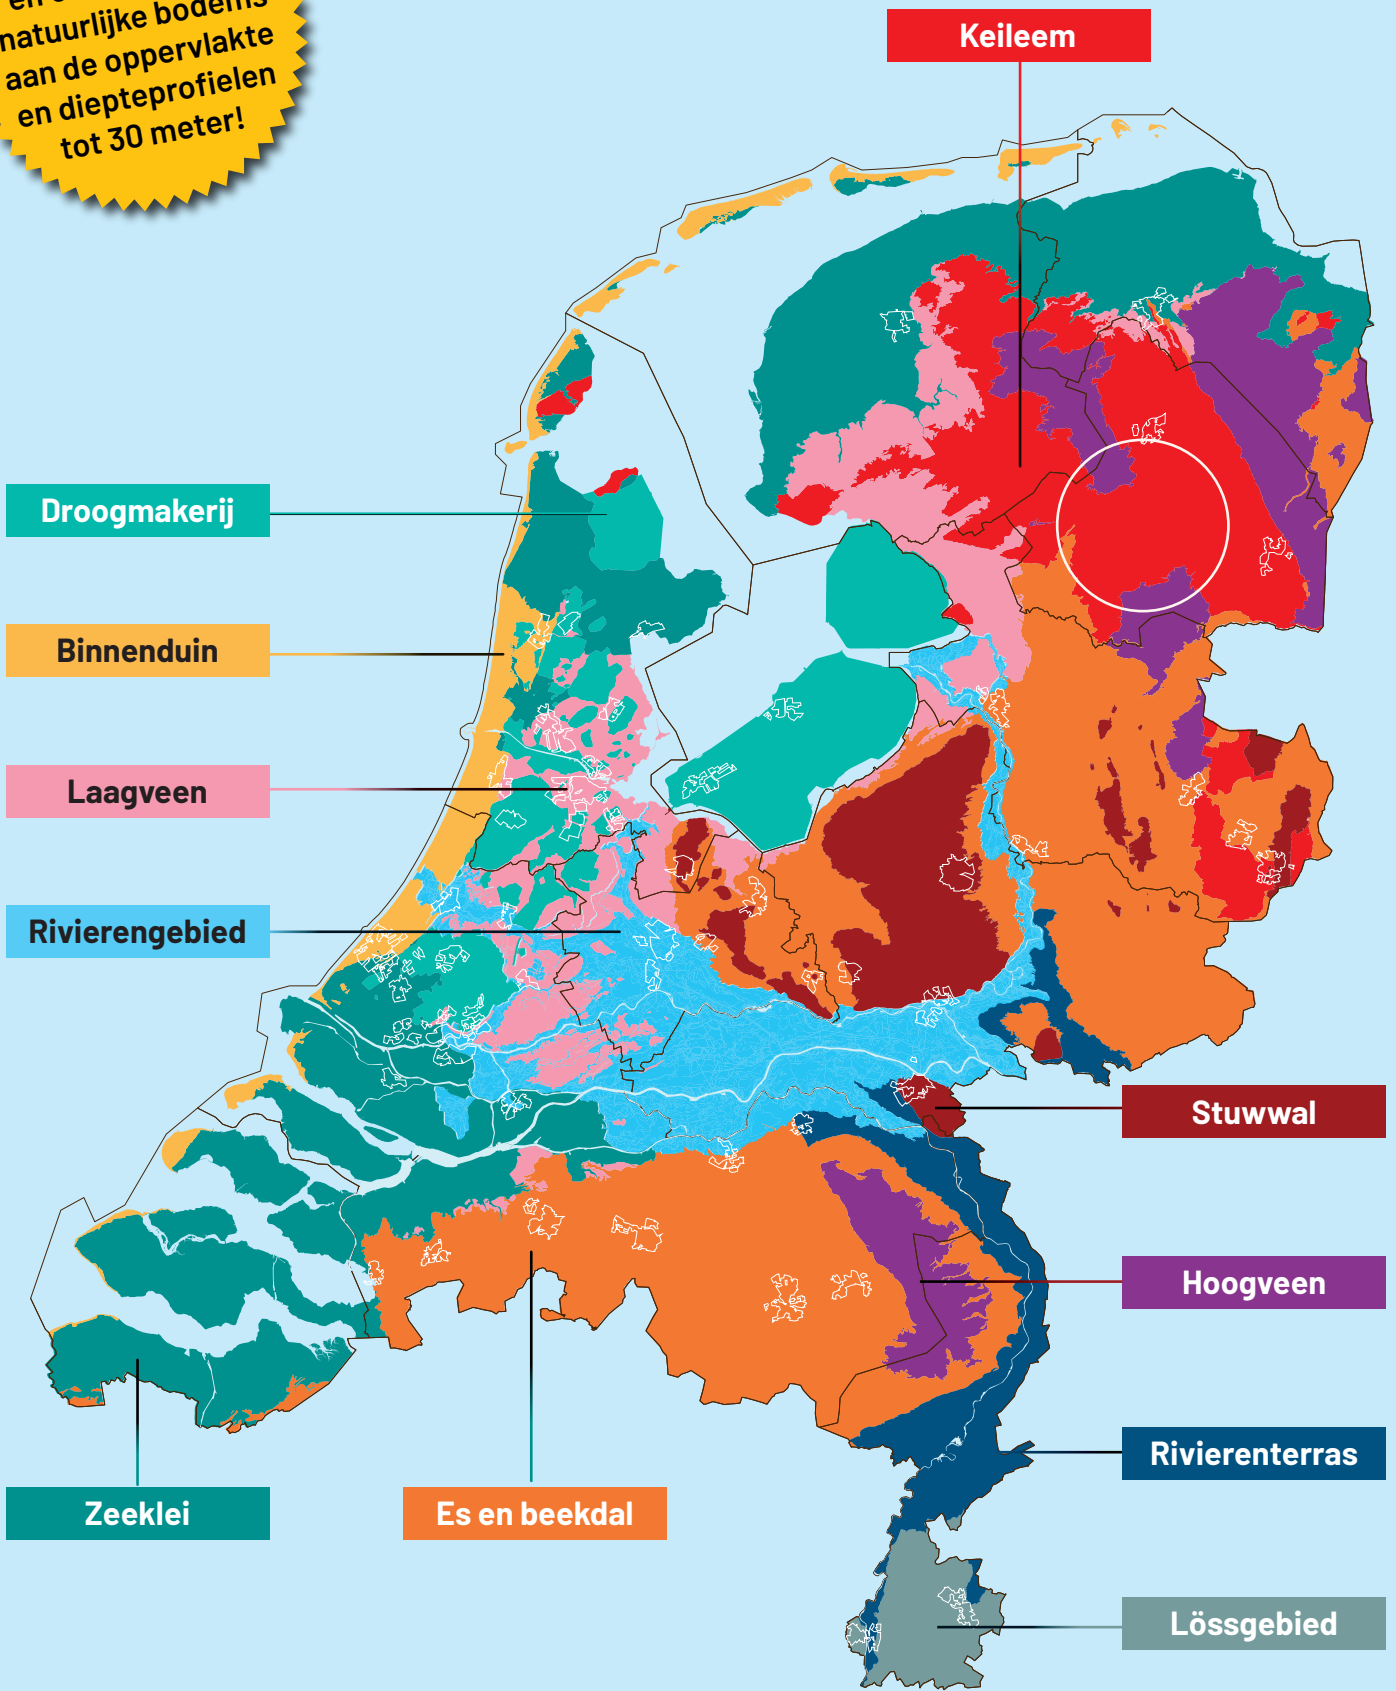 en
natuurlijke bodems
aan de oppervlakte
en diepteprofielen
tot 30 meter!
Keileem
Droogmakerij
Binnenduin
Laagveen
Rivierengebied
Stuwwal
Hoogveen
Rivierenterras
Zeeklei
Es en beekdal
Lössgebied